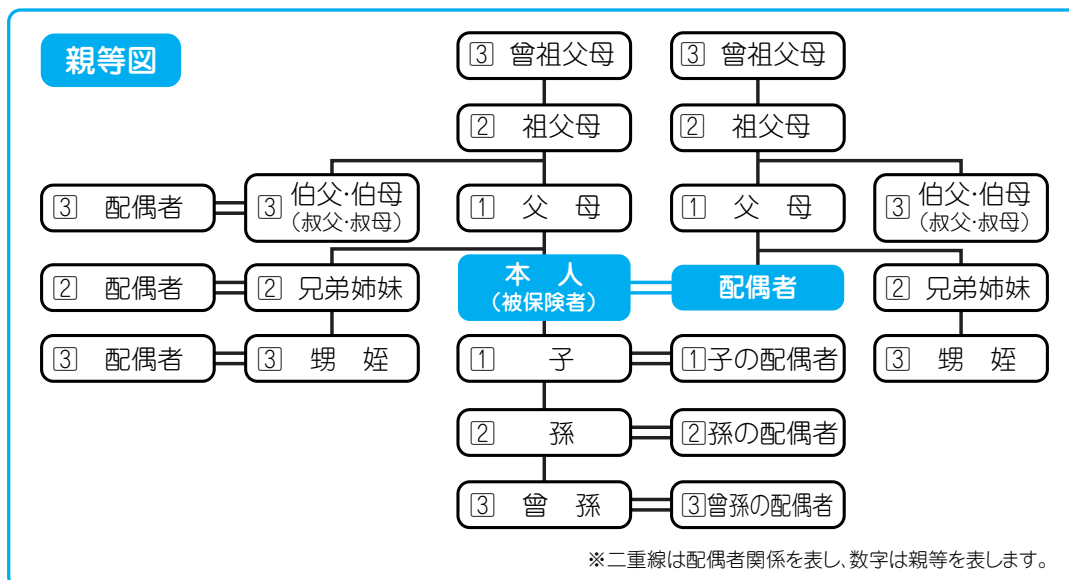 親等図
3 曾祖父母
3 曾祖父母
2 祖父母
2 祖父母
3 配偶者
3 伯父・伯母
(叔父・叔母)
1 父 母
1 父 母
3 伯父・伯母
(叔父・叔母)
2 配偶者
2 兄弟姉妹
本 人
(被保険者)
配偶者
2 兄弟姉妹
3 配偶者
3 甥 姪
1 子
1 子の配偶者
3 甥 姪
2 孫
2 孫の配偶者
3 曾 孫
3 曾孫の配偶者
※二重線は配偶者関係を表し、数字は親等を表します。